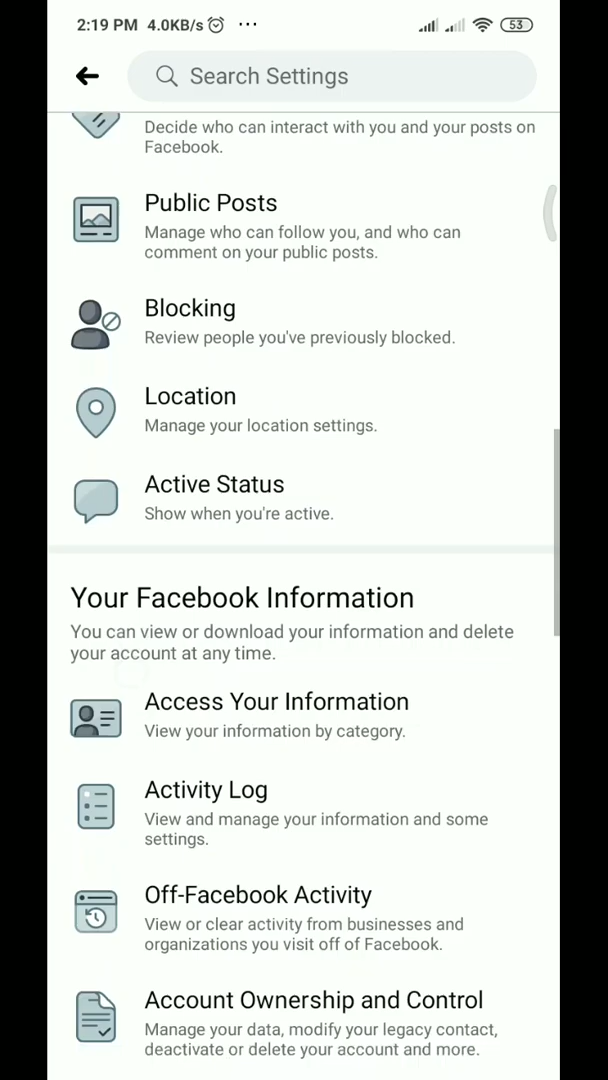 2:19 PM 4.0KB/s ...
53
Search Settings
Decide who can interact with you and your posts on
Facebook.
Public Posts
Manage who can follow you, and who can
comment on your public posts.
Blocking
Review people you've previously blocked.
Location
Manage your location settings.
Active Status
Show when you're active.
Your Facebook Information
You can view or download your information and delete
your account at any time.
Access Your Information
View your information by category.
Activity Log
View and manage your information and some
settings.
Off-Facebook Activity
View or clear activity from businesses and
organizations you visit off of Facebook.
Account Ownership and Control
Manage your data, modify your legacy contact,
deactivate or delete your account and more.